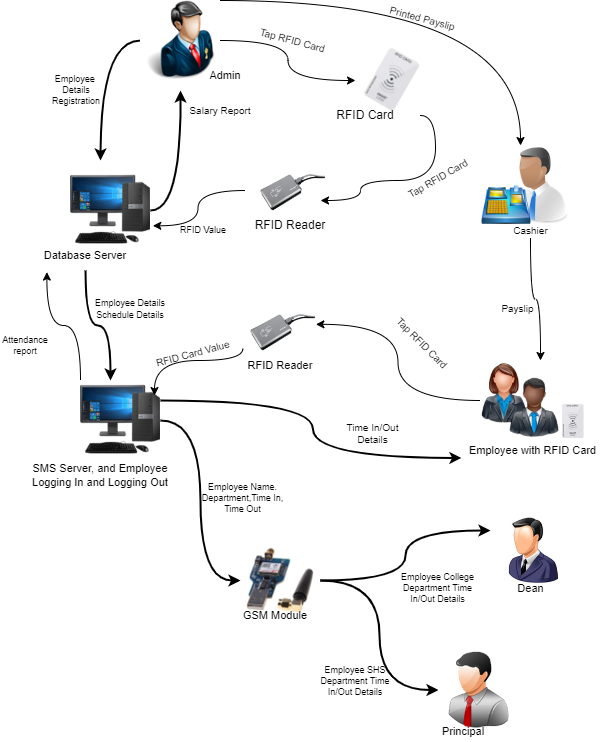 Printed Payslip
Tap RFID Card
Admin
Employee
Details
Registration
Salary Report
RFID Card
Tap RFID Card
RFID Reader
RFID Value
Cashier
Database Server
Employee Details
Schedule Details
Payslip
Attendance
report
RFID Card Value
RFID Reader
Tap RFID Card
Time In/Out
Details
Employee with RFID Card
SMS Server, and Employee
Logging In and Logging Out
Employee Name.
Department,Time In,
Time Out
GSM Module
Employee College
Department Time
In/Out Details
Dean
Employee SHS
Department Time
In/Out Details
Principal